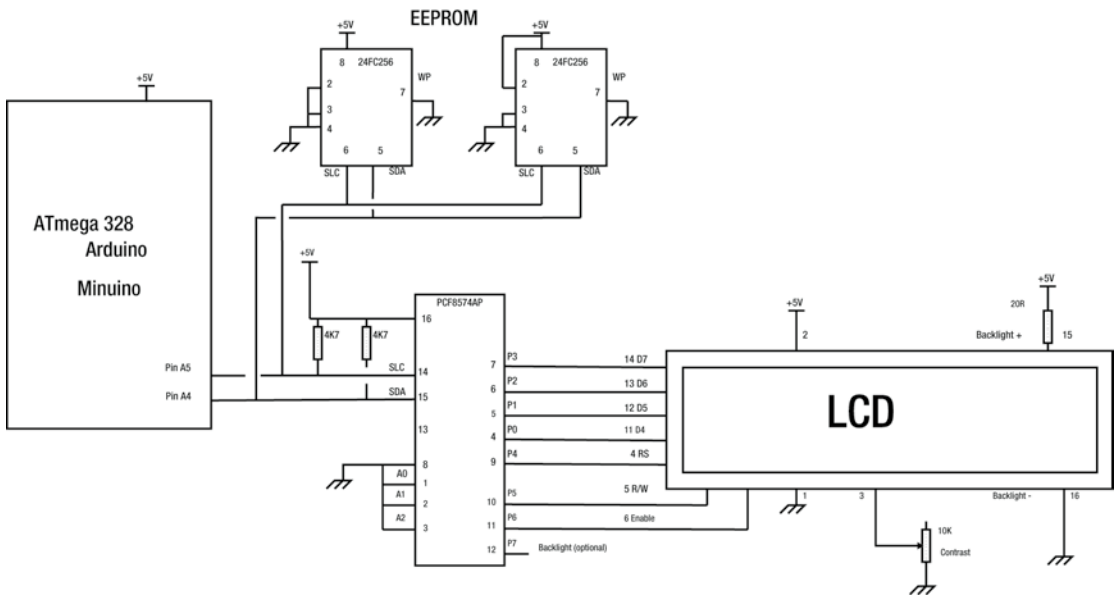 EEPROM
+5V
+5V
+5V
8
24FC256
WP
2
7
3
4
6
5
SLC
SDA
8
24FC256
WP
2
7
3
4
6
5
SLC
SDA
ATmega 328
Arduino
Minuino
Pin A5
Pin A4
+5V
4K7
4K7
SLC
SDA
PCF8574AP
16
14
15
13
8
A0
1
A1
2
A2
3
7
P3
6
P2
5
P1
4
P0
9
P4
10
P5
11
P6
12
P7
14 D7
13 D6
12 D5
11 D4
4 RS
5 R/W
6 Enable
Backlight (optional)
+5V
2
+5V
20R
Backlight +
15
LCD
1
3
Backlight -
16
10K
Contrast